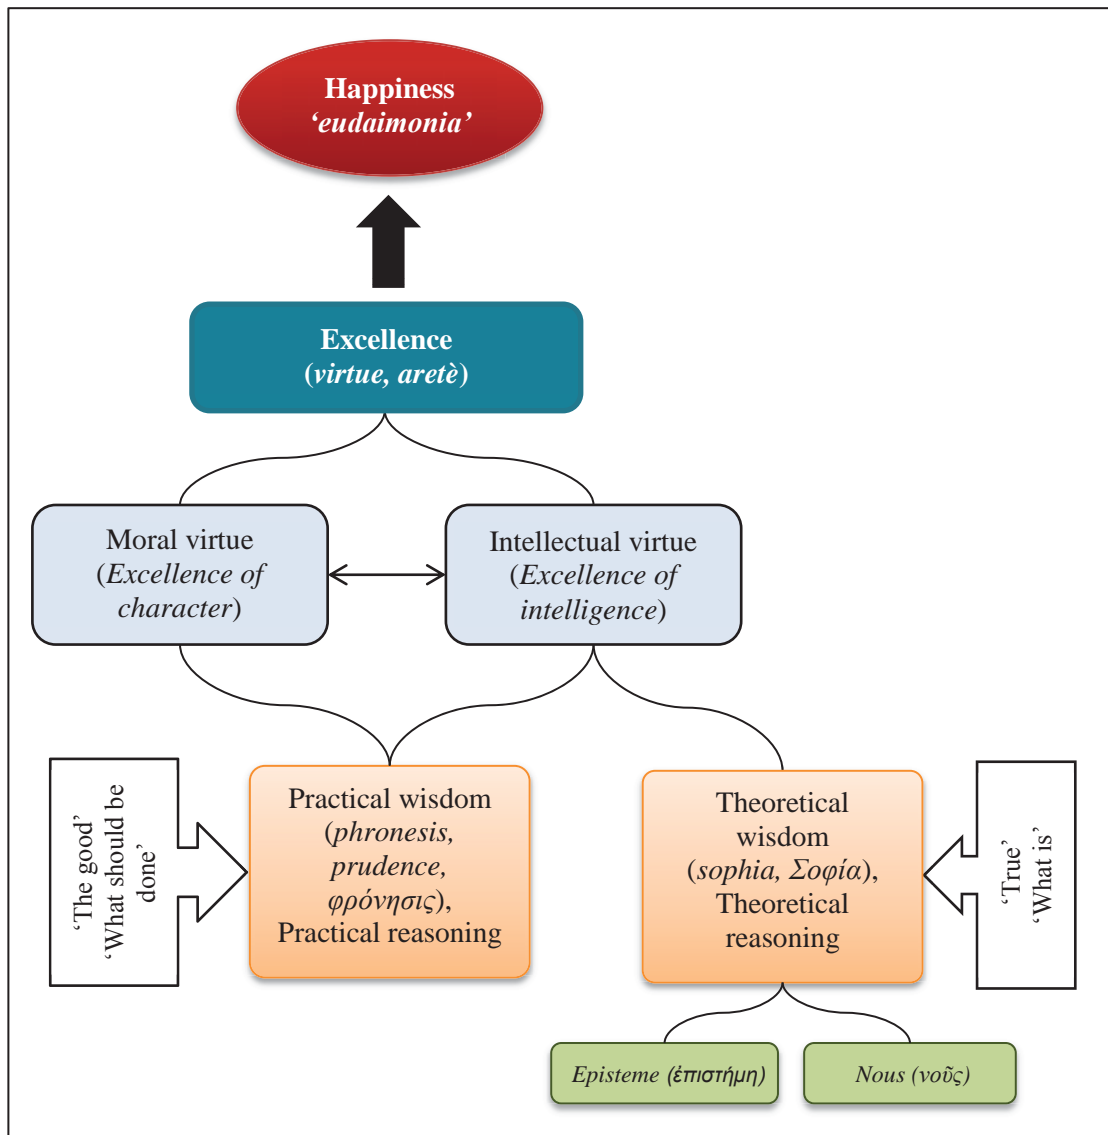 Happiness
‘eudaimonia’
Excellence
(virtue, aretè)
Moral virtue
(Excellence of
character)
Intellectual virtue
(Excellence of
intelligence)
‘The good’
‘What should be
done’
Practical wisdom
(phronesis,
prudence,
φρόνησις),
Practical reasoning
Theoretical
wisdom
(sophia, Σοφία),
Theoretical
reasoning
‘True’
‘What is’
Episteme (ἐπιστήμη)
Nous (νοῦς)